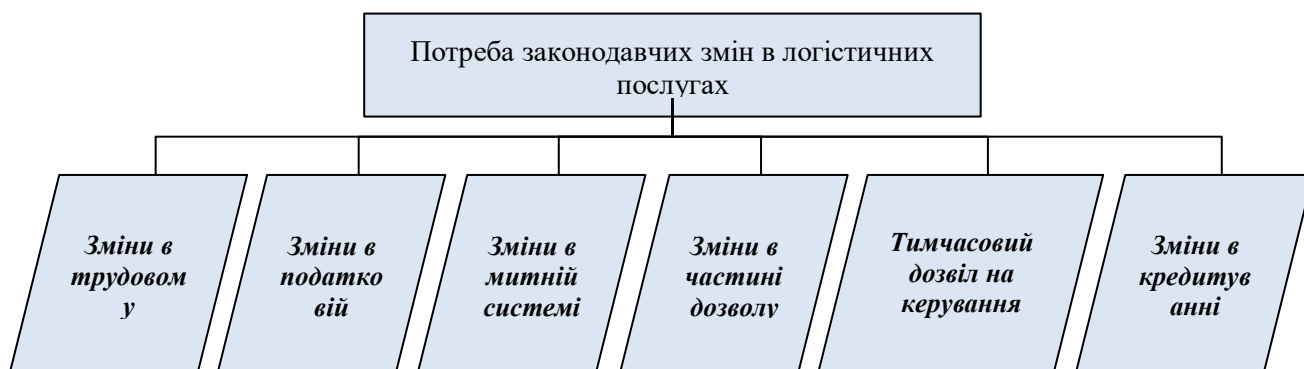 Потреба законодавчих змін в логістичних
послугах
Зміни в
трудовом
у
Зміни в
податко
вій
Зміни в
митній
системі
Зміни в
частині
дозволу
Тимчасовий
дозвіл на
керування
Зміни в
кредитув
анні